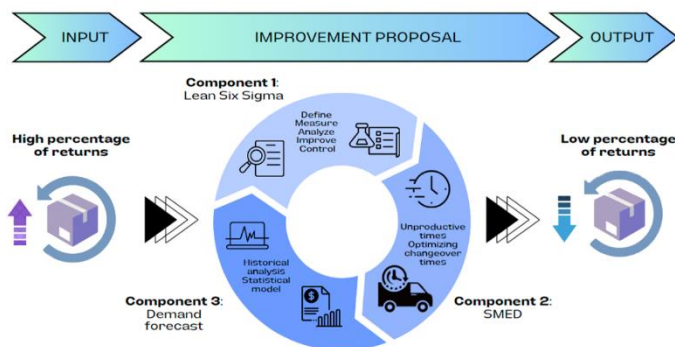 INPUT
IMPROVEMENT PROPOSAL
OUTPUT
Component 1:
Lean Six Sigma
Define
Measure
Analyze
Improve
Control
High percentage
of returns
Low percentage
of returns
Unproductive
times
Optimizing
changeover
times
Historical
analysis
Statistical
model
Component 3:
Demand
forecast
Component 2:
SMED